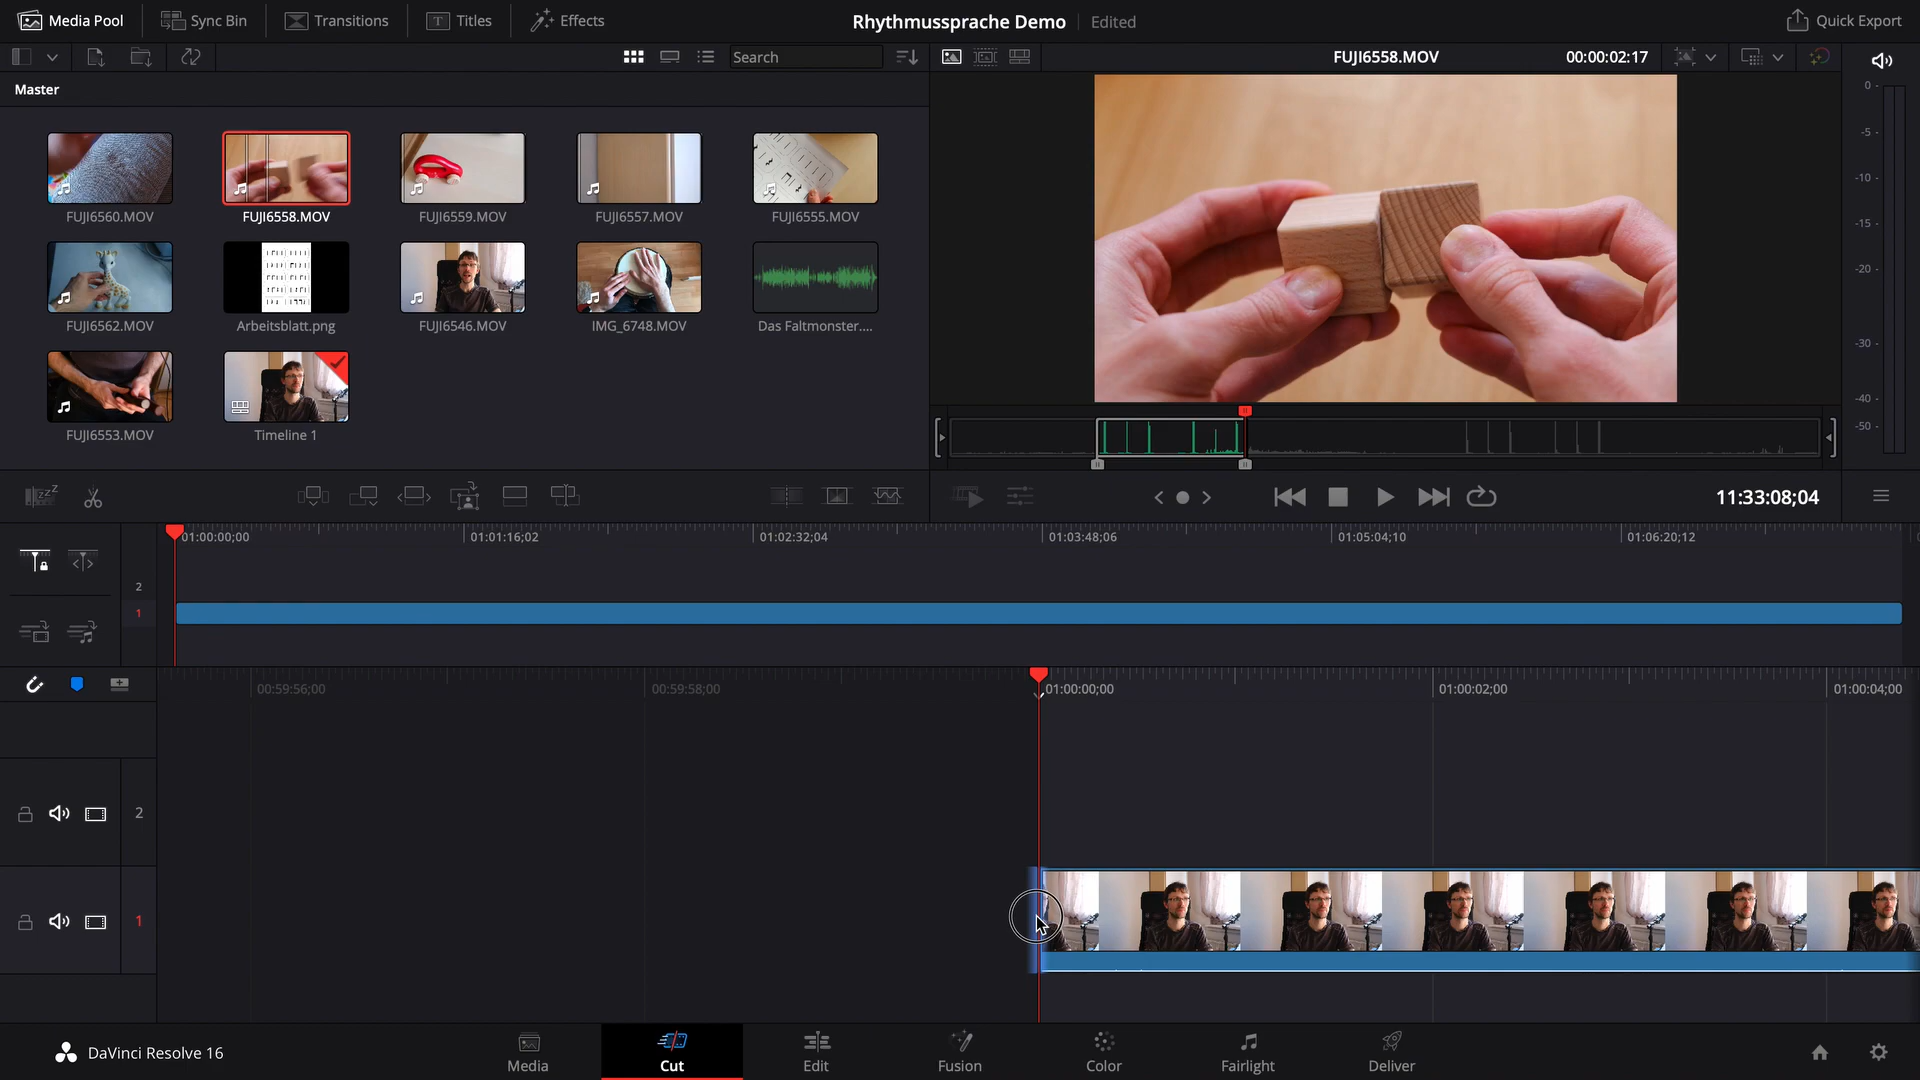 Media Pool
Sync Bin
Transitions
T Titles
Effects
Rhythmussprache Demo
Edited
Quick Export
Search
FUJI6558.MOV
00:00:02:17
Master
0 -
-5 -
-10 -
-15 -
-20 -
-30 -
-40 -
-50 -
FUJI6560.MOV
FUJI6558.MOV
FUJI6559.MOV
FUJI6557.MOV
FUJI6555.MOV
FUJI6562.MOV
Arbeitsblatt.png
FUJI6546.MOV
IMG_6748.MOV
Das Faltmonster....
FUJI6553.MOV
Timeline 1
11:33:08;04
01:00:00;00
01:01:16;02
01:02:32;04
01:03:48;06
01:05:04;10
01:06:20;12
2
1
00:59:56;00
00:59:58;00
01:00:00;00
01:00:02;00
01:00:04;00
2
1
DaVinci Resolve 16
Media
Cut
Edit
Fusion
Color
Fairlight
Deliver